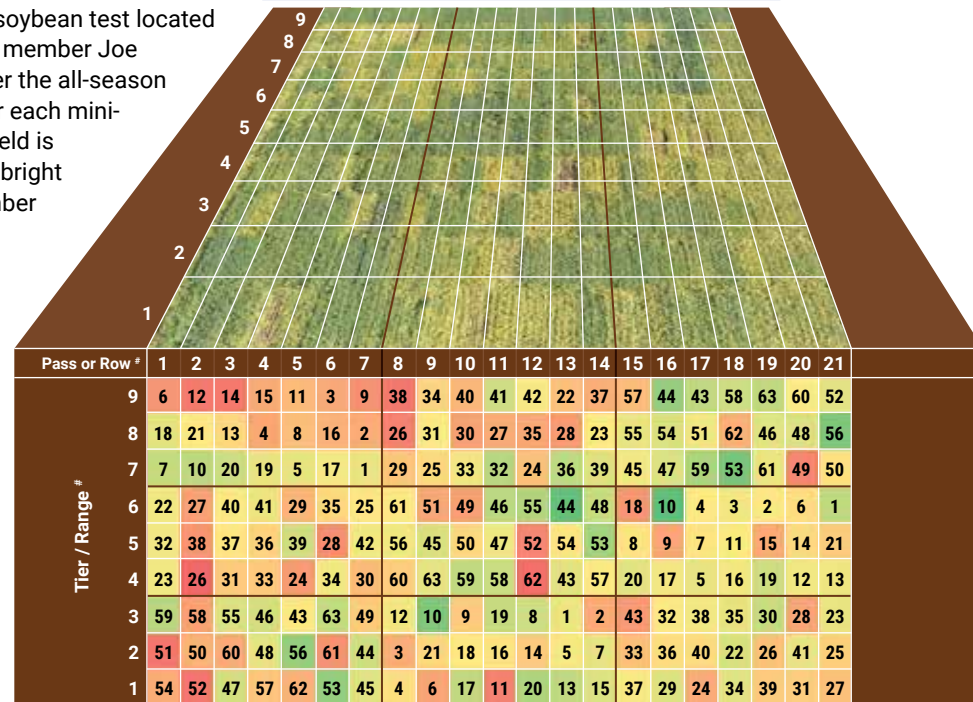 soybean test located
member Joe
er the all-season
r each mini-
eld is
bright
ber
9
8
7
6
5
4
3
2
1
Pass or Row # 1 2 3 4 5 6 7 8 9 10 11 12 13 14 15 16 17 18 19 20 21
Tier / Range #
9 6 12 14 15 11 3 9 38 34 40 41 42 22 37 57 44 43 58 63 60 52
8 18 21 13 4 8 16 2 26 31 30 27 35 28 23 55 54 51 62 46 48 56
7 7 10 20 19 5 17 1 29 25 33 32 24 36 39 45 47 59 53 61 49 50
6 22 27 40 41 29 35 25 61 51 49 46 55 44 48 18 10 4 3 2 6 1
5 32 38 37 36 39 28 42 56 45 50 47 52 54 53 8 9 7 11 15 14 21
4 23 26 31 33 24 34 30 60 63 59 58 62 43 57 20 17 5 16 19 12 13
3 59 58 55 46 43 63 49 12 10 9 19 8 1 2 43 32 38 35 30 28 23
2 51 50 60 48 56 61 44 3 21 18 16 14 5 7 33 36 40 22 26 41 25
1 54 52 47 57 62 53 45 4 6 17 11 20 13 15 37 29 24 34 39 31 27